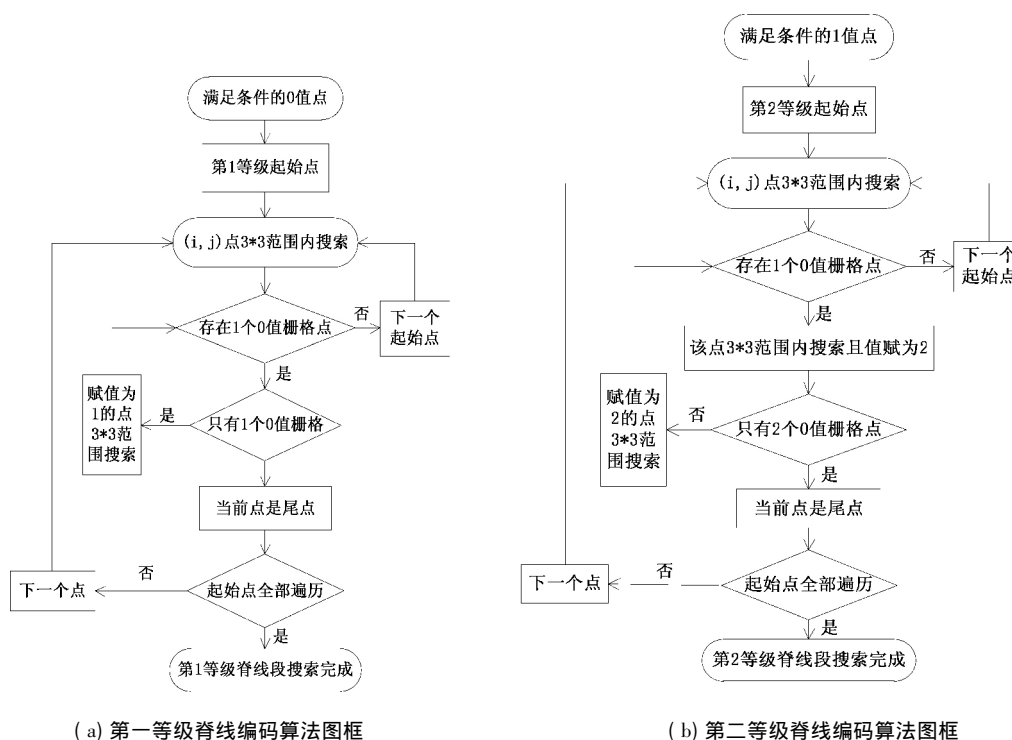 满足条件的0值点
第1等级起始点
(i,j)点3*3范围内搜索
存在1个0值栅格点
否
下一个
起始点
是
赋值为
1的点
3*3范
围搜索
是
只有1个0值栅格
当前点是尾点
下一个点
否
起始点全部遍历
是
第1等级脊线段搜索完成
(a) 第一等级脊线编码算法图框
满足条件的1值点
第2等级起始点
(i,j)点3*3范围内搜索
存在1个0值栅格点
否
下一个
起始点
是
该点3*3范围内搜索且值赋为2
赋值为
2的点
3*3范
围搜索
否
只有2个0值栅格点
是
当前点是尾点
下一个点
否
起始点全部遍历
是
第2等级脊线段搜索完成
(b) 第二等级脊线编码算法图框